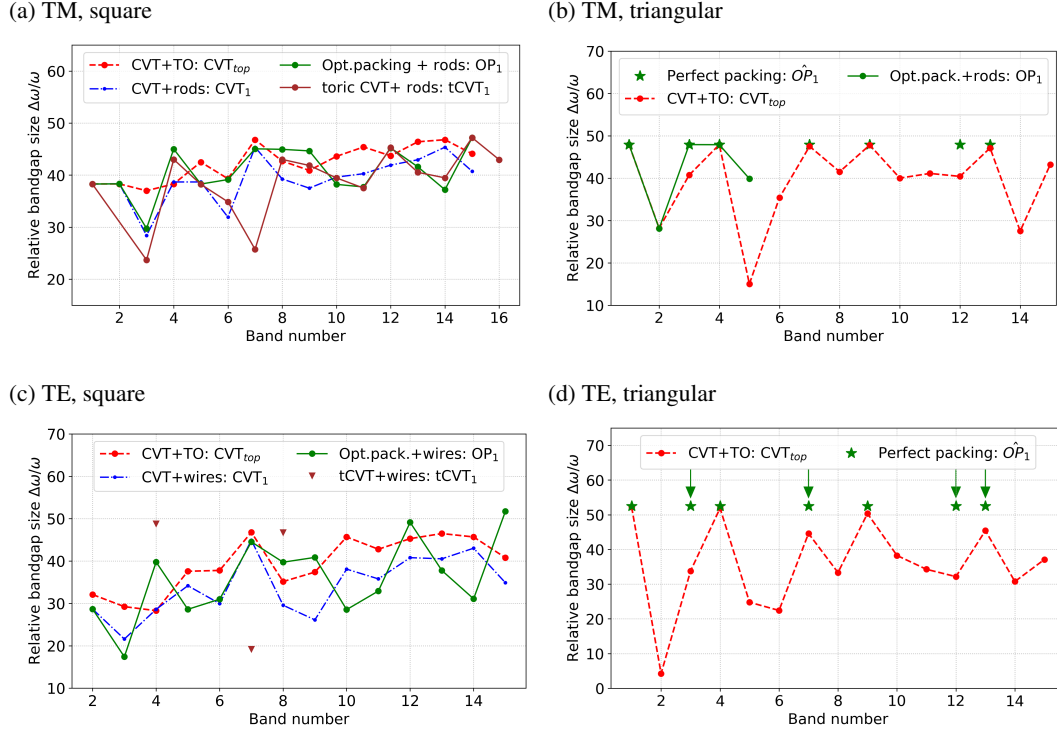 (a) TM, square
CVT+TO: CVT_top
CVT+rods: CVT_1
Opt.packing + rods: OP_1
toric CVT+ rods: tCVT_1
Relative bandgap size Δω/ω
60
50
40
30
20
2 4 6 8 10 12 14 16
Band number
(b) TM, triangular
Perfect packing: ÔP_1
CVT+TO: CVT_top
Opt.pack.+rods: OP_1
Relative bandgap size Δω/ω
70
60
50
40
30
20
10
2 4 6 8 10 12 14
Band number
(c) TE, square
CVT+TO: CVT_top
CVT+wires: CVT_1
Opt.pack.+wires: OP_1
tCVT+wires: tCVT_1
Relative bandgap size Δω/ω
70
60
50
40
30
20
10
2 4 6 8 10 12 14
Band number
(d) TE, triangular
CVT+TO: CVT_top
Perfect packing: ÔP_1
Relative bandgap size Δω/ω
70
60
50
40
30
20
10
0
2 4 6 8 10 12 14
Band number